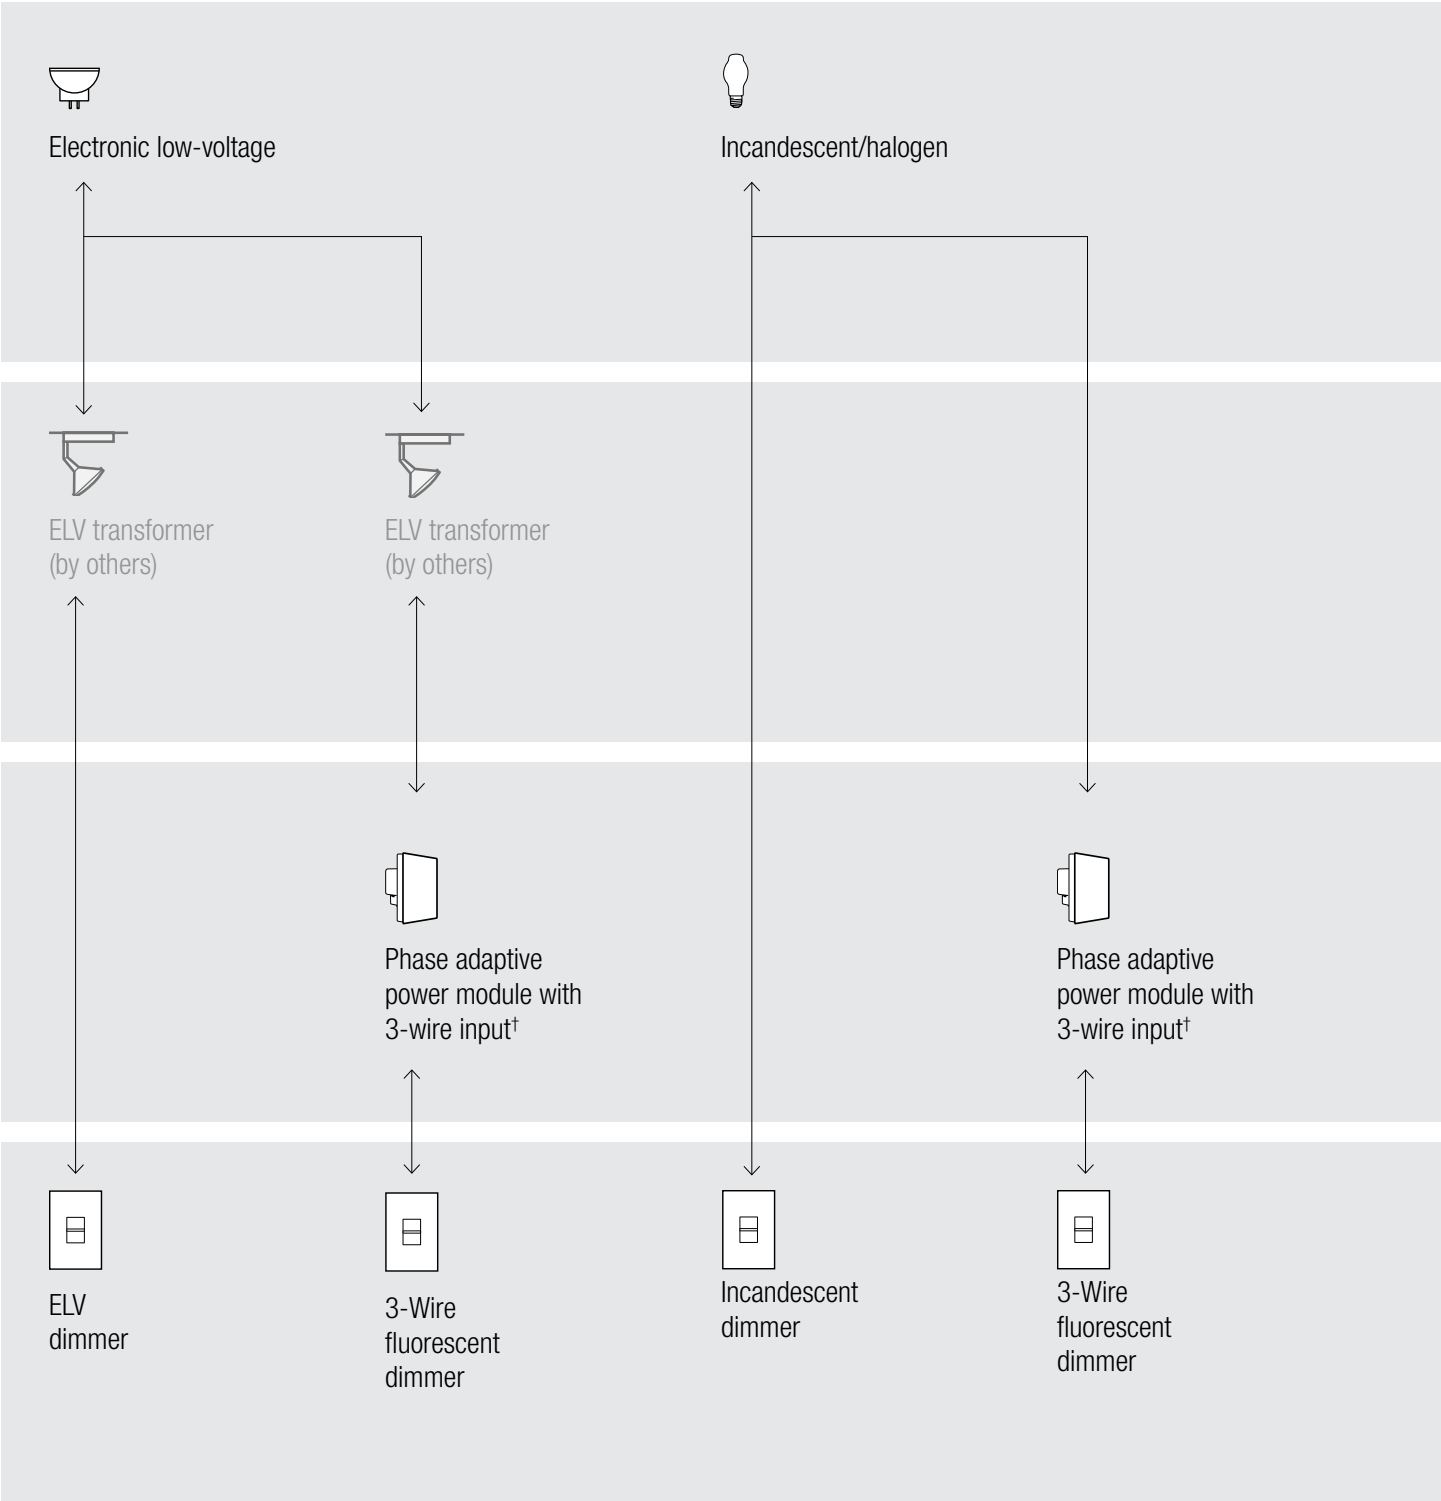 Electronic low-voltage
Incandescent/halogen
ELV transformer
(by others)
ELV transformer
(by others)
Phase adaptive
power module with
3-wire input†
Phase adaptive
power module with
3-wire input†
ELV
dimmer
3-Wire
fluorescent
dimmer
Incandescent
dimmer
3-Wire
fluorescent
dimmer